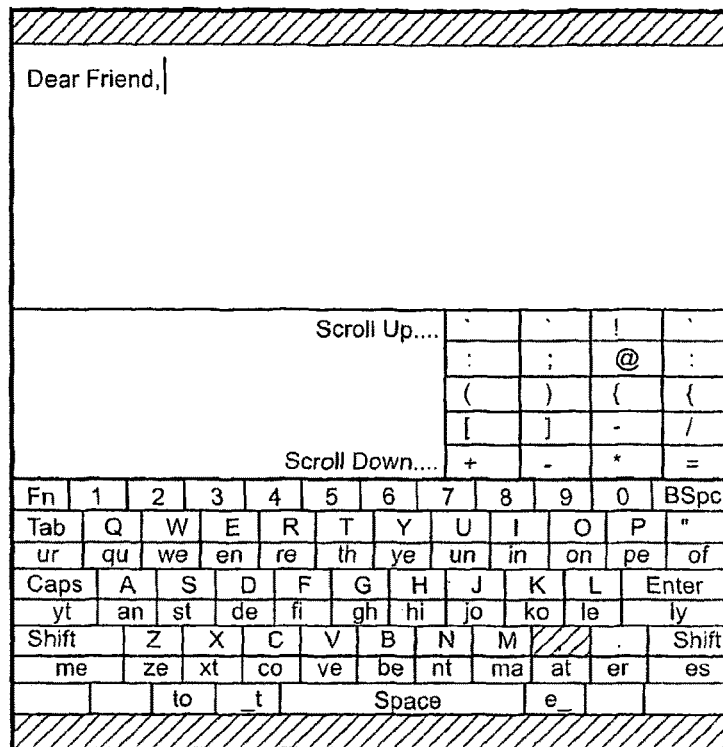 Dear Friend,
Scroll Up.... ` ` ! `
: ; @ :
( ) { {
[ ] - /
Scroll Down.... + - * =
Fn 1 2 3 4 5 6 7 8 9 0 BSpc
Tab Q W E R T Y U I O P "
ur qu we en re th ye un in on pe of
Caps A S D F G H J K L Enter
yt an st de fi gh hi jo ko le ly
Shift Z X C V B N M , . Shift
me ze xt co ve be nt ma at er es
to _t Space e_